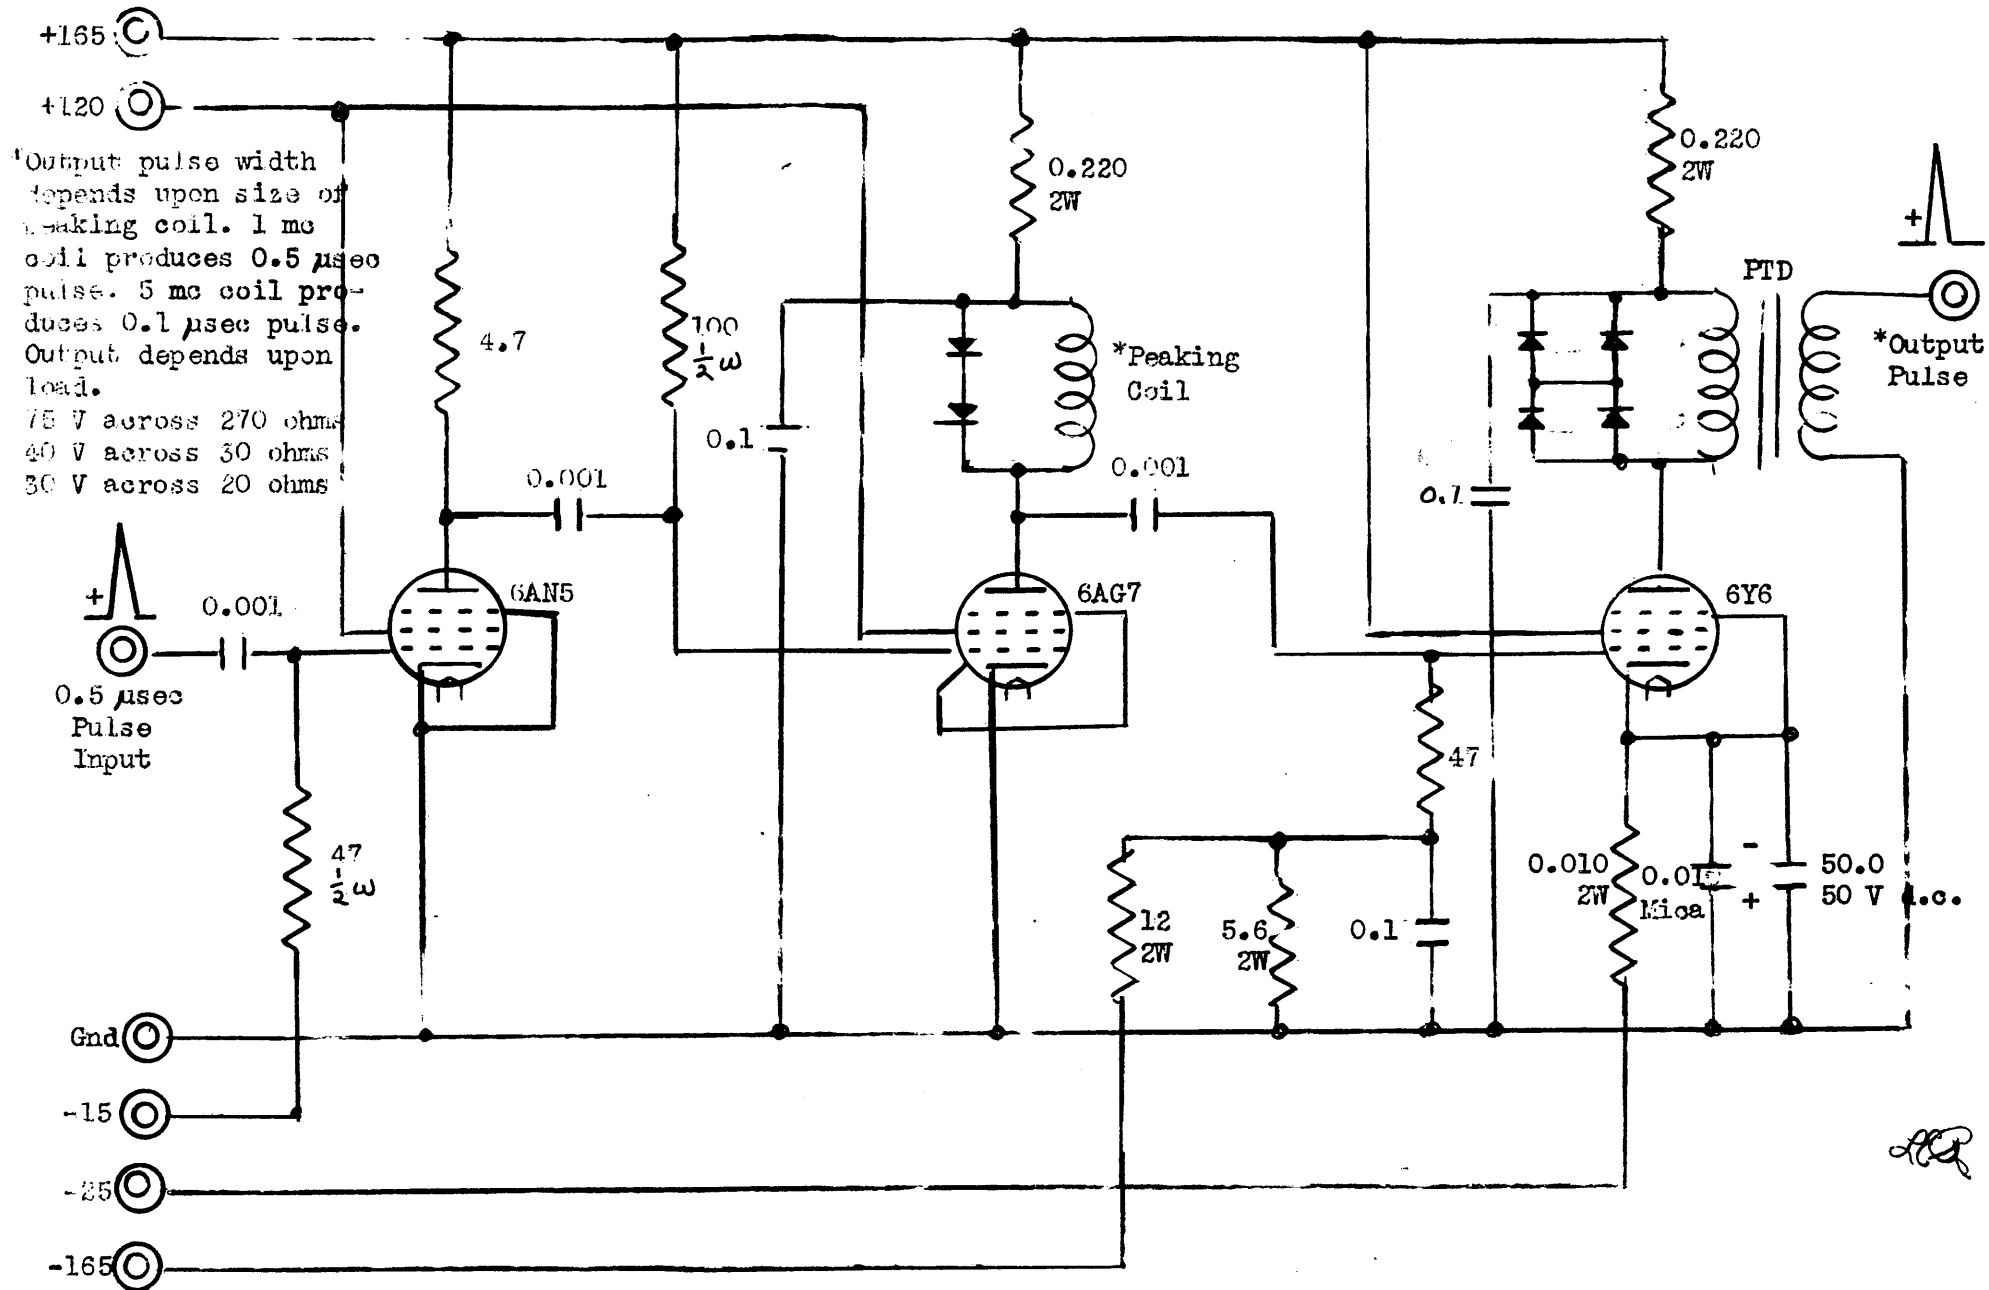 +165
+120
*Output pulse width
depends upon size of
peaking coil. 1 mc
coil produces 0.5 µsec
pulse. 5 mc coil pro-
duces 0.1 µsec pulse.
Output depends upon
load.
75 V across 270 ohms
40 V across 30 ohms
30 V across 20 ohms
+
0.001
0.5 µsec
Pulse
Input
47
1/2 ω
6AN5
4.7
0.001
100
1/2 ω
0.1
0.220
2W
*Peaking
Coil
0.001
6AG7
0.220
2W
PTD
+
*Output
Pulse
0.1
6Y6
47
12
2W
5.6
2W
0.1
0.010
2W
0.01
Mica
-
+
50.0
50 V d.c.
Gnd
-15
-25
-165